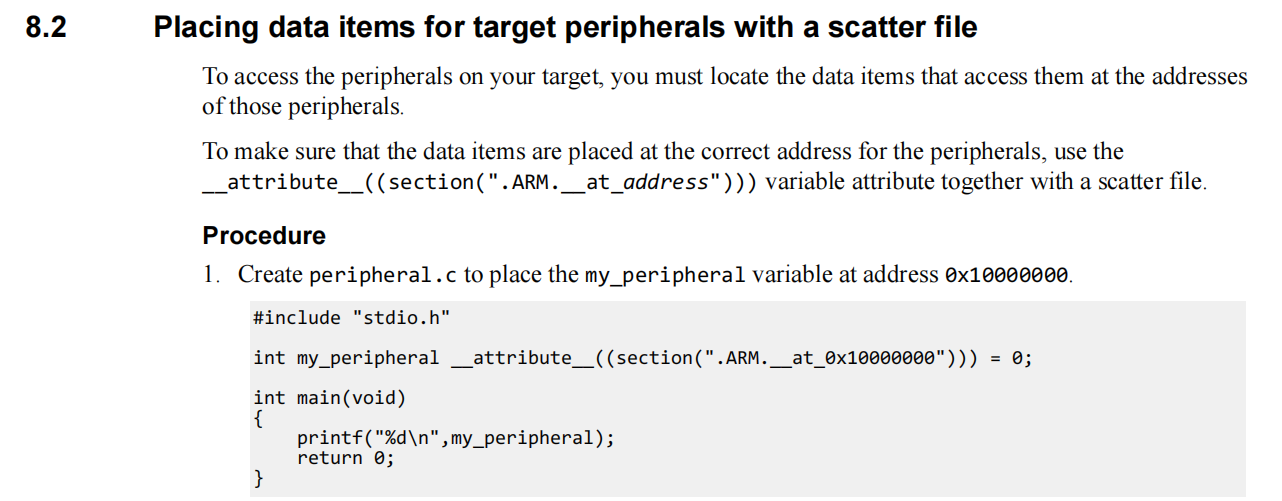 8.2 Placing data items for target peripherals with a scatter file
To access the peripherals on your target, you must locate the data items that access them at the addresses
of those peripherals.
To make sure that the data items are placed at the correct address for the peripherals, use the
__attribute__((section(".ARM.__at_address"))) variable attribute together with a scatter file.
Procedure
1. Create peripheral.c to place the my_peripheral variable at address 0x10000000.
#include "stdio.h"
int my_peripheral __attribute__((section(".ARM.__at_0x10000000"))) = 0;
int main(void)
{
    printf("%d\n",my_peripheral);
    return 0;
}